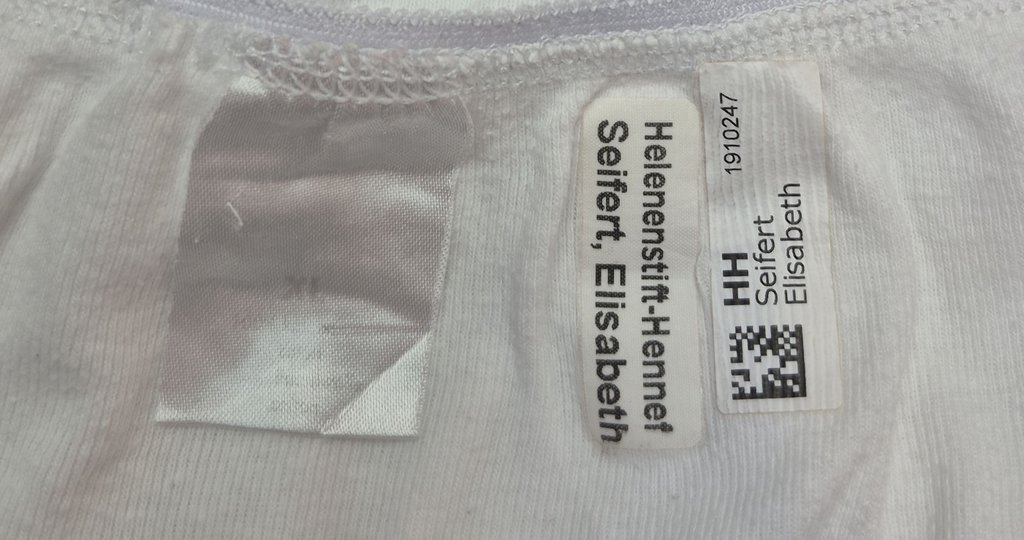 Helenenstift-Hennef
Seifert, Elisabeth
1910247
HH
Seifert
Elisabeth